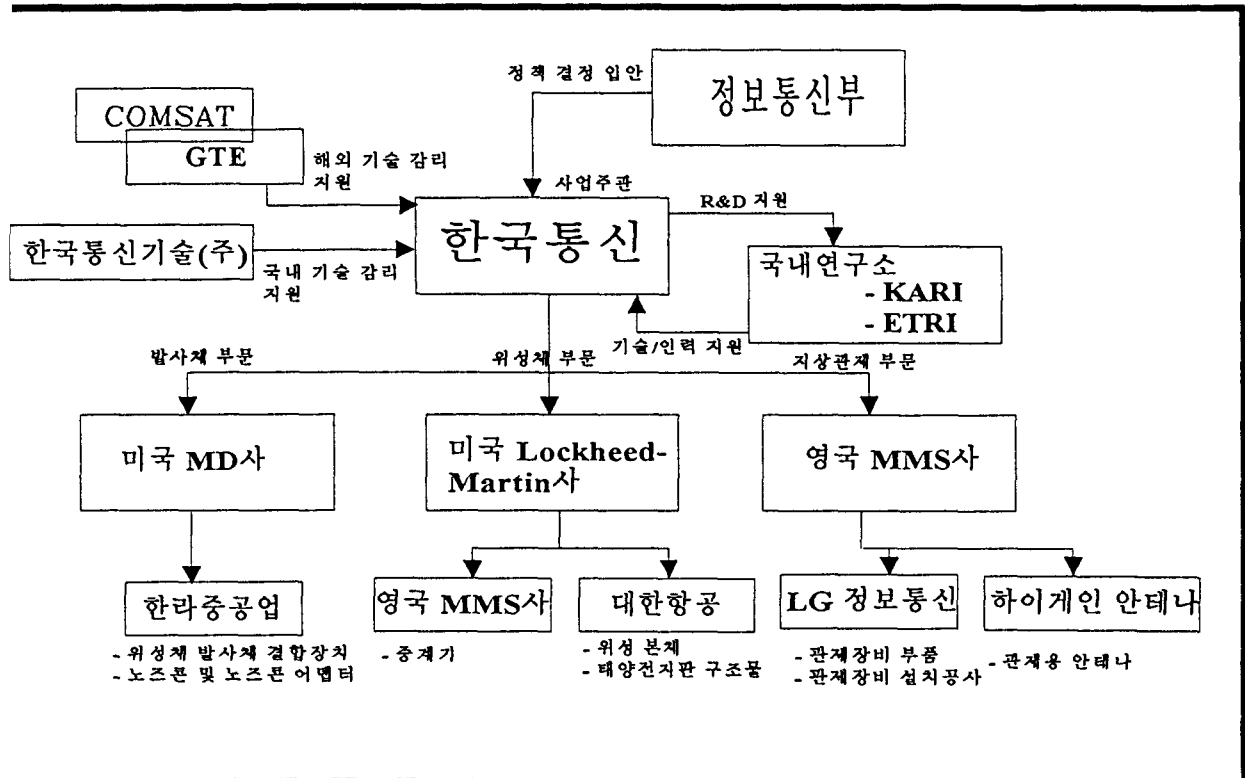 정책 결정 입안
정보통신부
COMSAT
GTE
해외 기술 감리
지원
사업주관
R&D 지원
한국통신
한국통신기술(주)
국내 기술 감리
지원
국내연구소
- KARI
- ETRI
기술/인력 지원
발사체 부문
위성체 부문
지상관제 부문
미국 MD사
미국 Lockheed-
Martin사
영국 MMS사
한라중공업
- 위성체 발사체 결합장치
- 노즈콘 및 노즈콘 어댑터
영국 MMS사
- 중계기
대한항공
- 위성 본체
- 태양전지판 구조물
LG 정보통신
- 관제장비 부품
- 관제장비 설치공사
하이게인 안테나
- 관제용 안테나